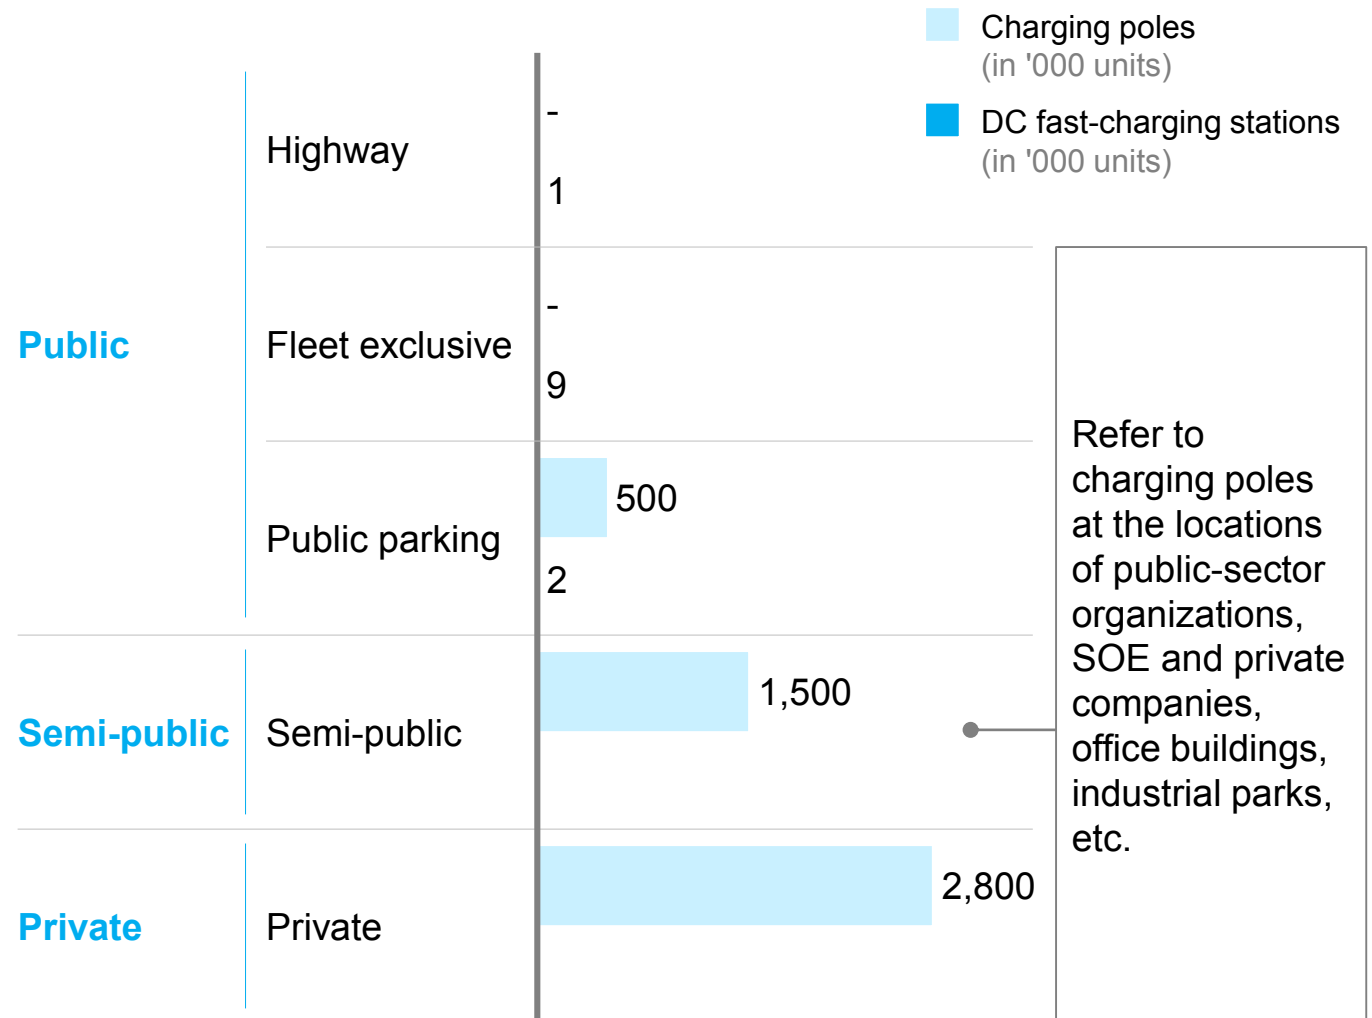 Charging poles
(in '000 units)
DC fast-charging stations
(in '000 units)
Public
Highway
-
1
Fleet exclusive
-
9
Public parking
500
2
Semi-public
Semi-public
1,500
Private
Private
2,800
Refer to
charging poles
at the locations
of public-sector
organizations,
SOE and private
companies,
office buildings,
industrial parks,
etc.